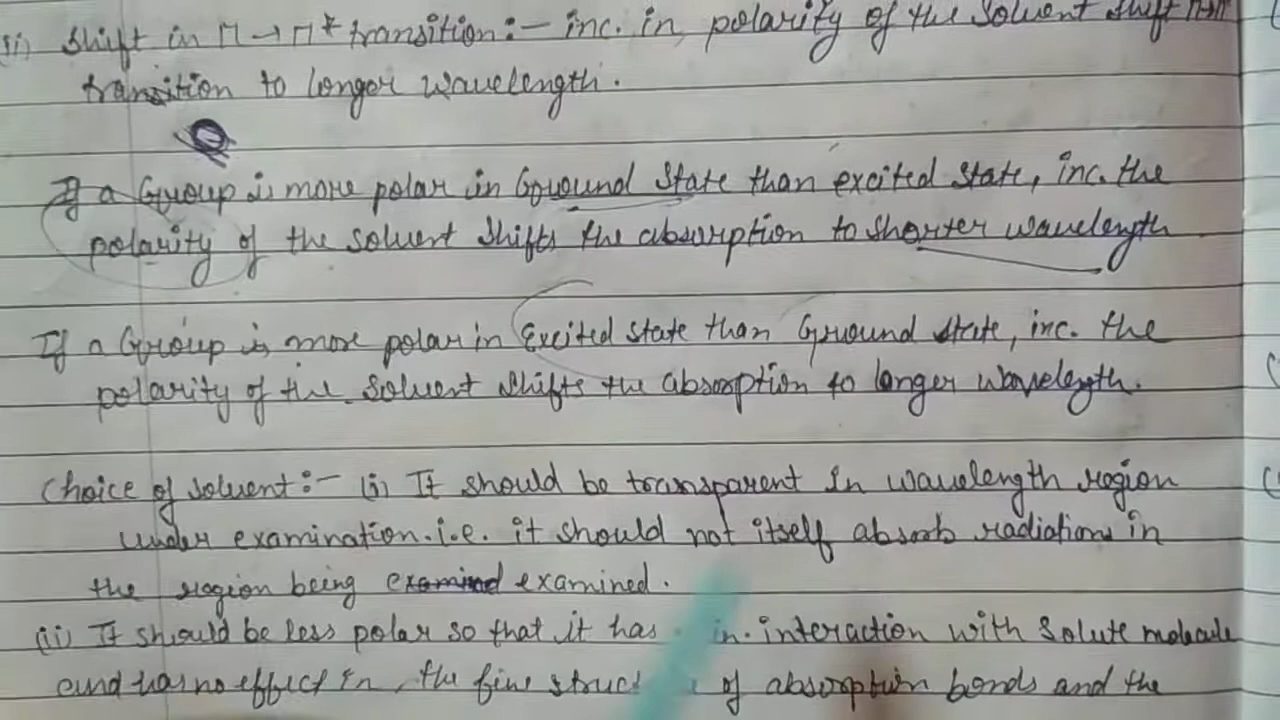 (ii) Shift in π→π* transition:- inc. in polarity of the solvent shift π-π*
transition to longer wavelength.
If a Group is more polar in Ground State than excited State, inc. the
polarity of the solvent Shifts the absorption to shorter wavelength
If a Group is more polar in Excited state than Ground state, inc. the
polarity of the solvent shifts the absorption to longer wavelength.
Choice of solvent:- (i) It should be transparent in wavelength region
under examination. i.e. it should not itself absorb radiations in
the region being examined.
(ii) It should be less polar so that it has min. interaction with Solute molecule
and has no effect in the fine structure of absorption bands and the